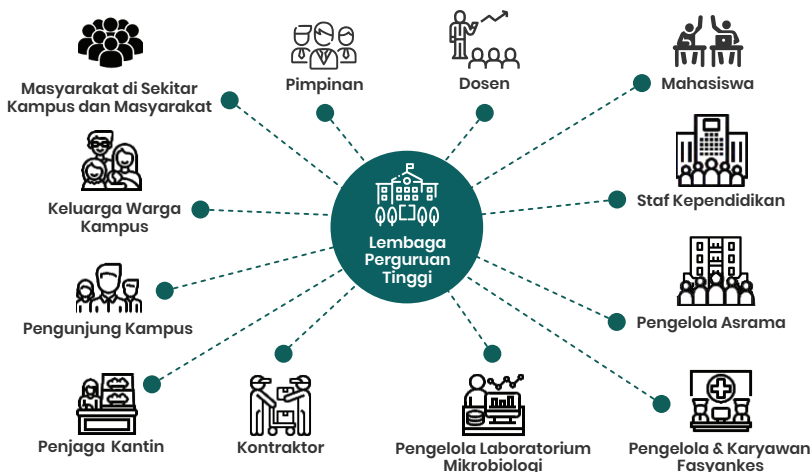 Masyarakat di Sekitar
Kampus dan Masyarakat
Pimpinan
Dosen
Mahasiswa
Keluarga Warga
Kampus
Staf Kependidikan
Lembaga
Perguruan
Tinggi
Pengunjung Kampus
Pengelola Asrama
Penjaga Kantin
Kontraktor
Pengelola Laboratorium
Mikrobiologi
Pengelola & Karyawan
Fasyankes